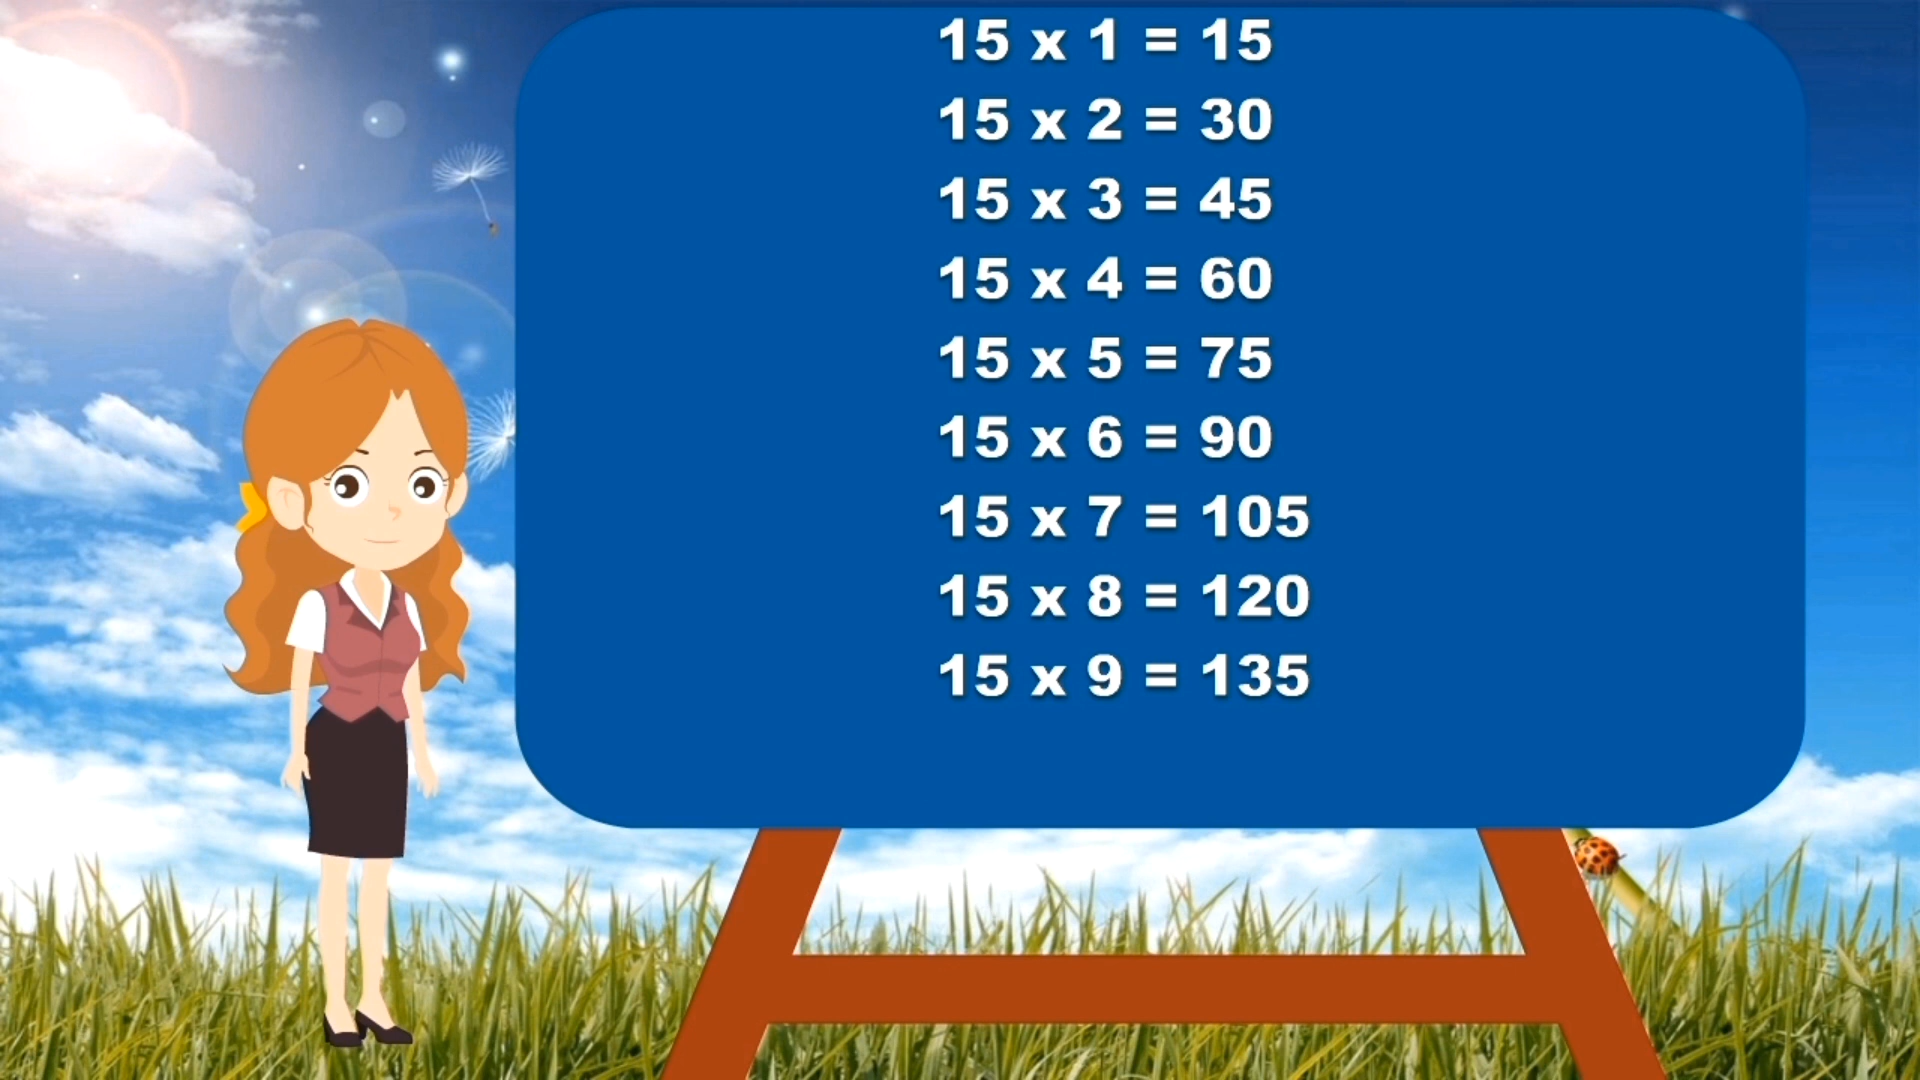 15 x 1 = 15
15 x 2 = 30
15 x 3 = 45
15 x 4 = 60
15 x 5 = 75
15 x 6 = 90
15 x 7 = 105
15 x 8 = 120
15 x 9 = 135